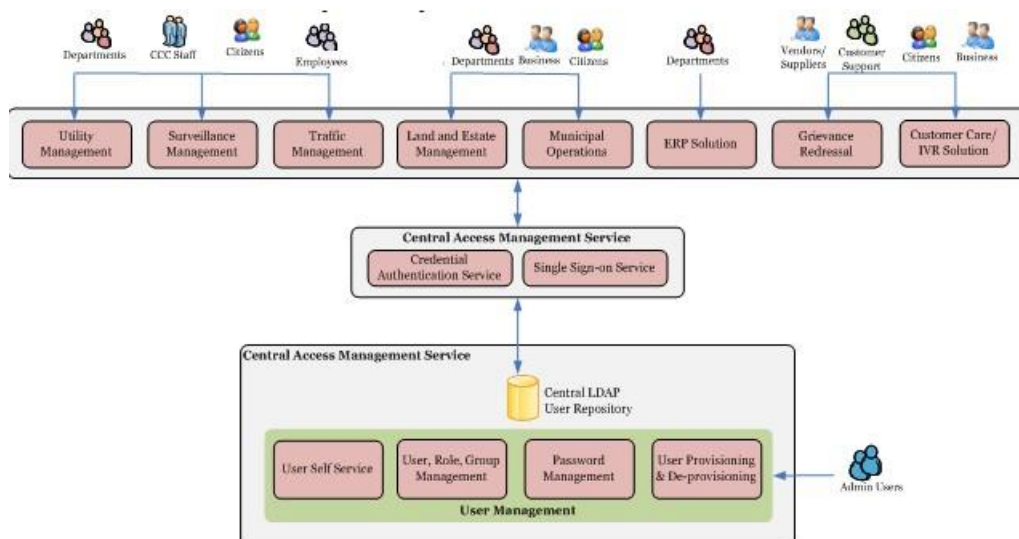 Departments
CCC Staff
Citizens
Employees
Departments
Business
Citizens
Departments
Vendors/
Suppliers
Customer
Support
Citizens
Business
Utility
Management
Surveillance
Management
Traffic
Management
Land and Estate
Management
Municipal
Operations
ERP Solution
Grievance
Redressal
Customer Care/
IVR Solution
Central Access Management Service
Credential
Authentication Service
Single Sign-on Service
Central Access Management Service
Central LDAP
User Repository
User Self Service
User, Role, Group
Management
Password
Management
User Provisioning
& De-provisioning
User Management
Admin Users